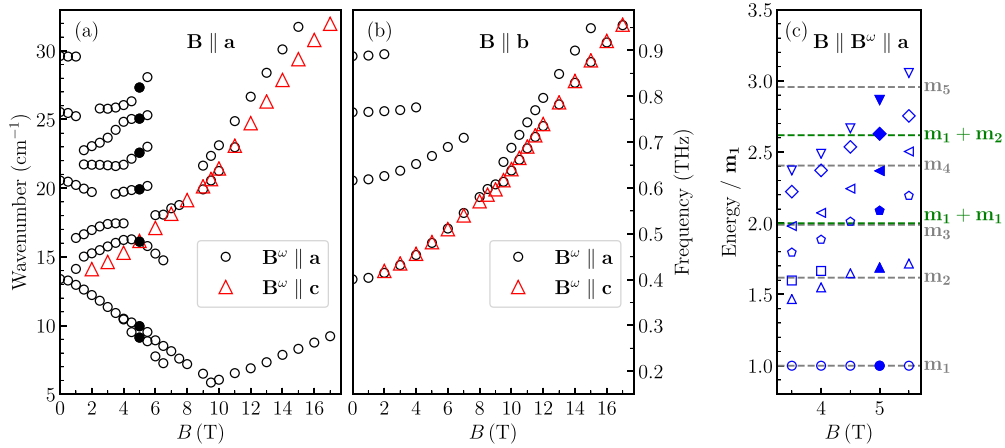 (a)
B ∥ a
Wavenumber (cm⁻¹)
30
25
20
15
10
5
B^ω ∥ a
B^ω ∥ c
0 2 4 6 8 10 12 14 16
B (T)
(b)
B ∥ b
B^ω ∥ a
B^ω ∥ c
0 2 4 6 8 10 12 14 16
B (T)
0.9
0.8
0.7
0.6
0.5
0.4
0.3
0.2
Frequency (THz)
(c)
B ∥ B^ω ∥ a
Energy / m₁
3.5
3.0
2.5
2.0
1.5
1.0
m₅
m₁ + m₂
m₄
m₁ + m₁
m₃
m₂
m₁
4 5
B (T)